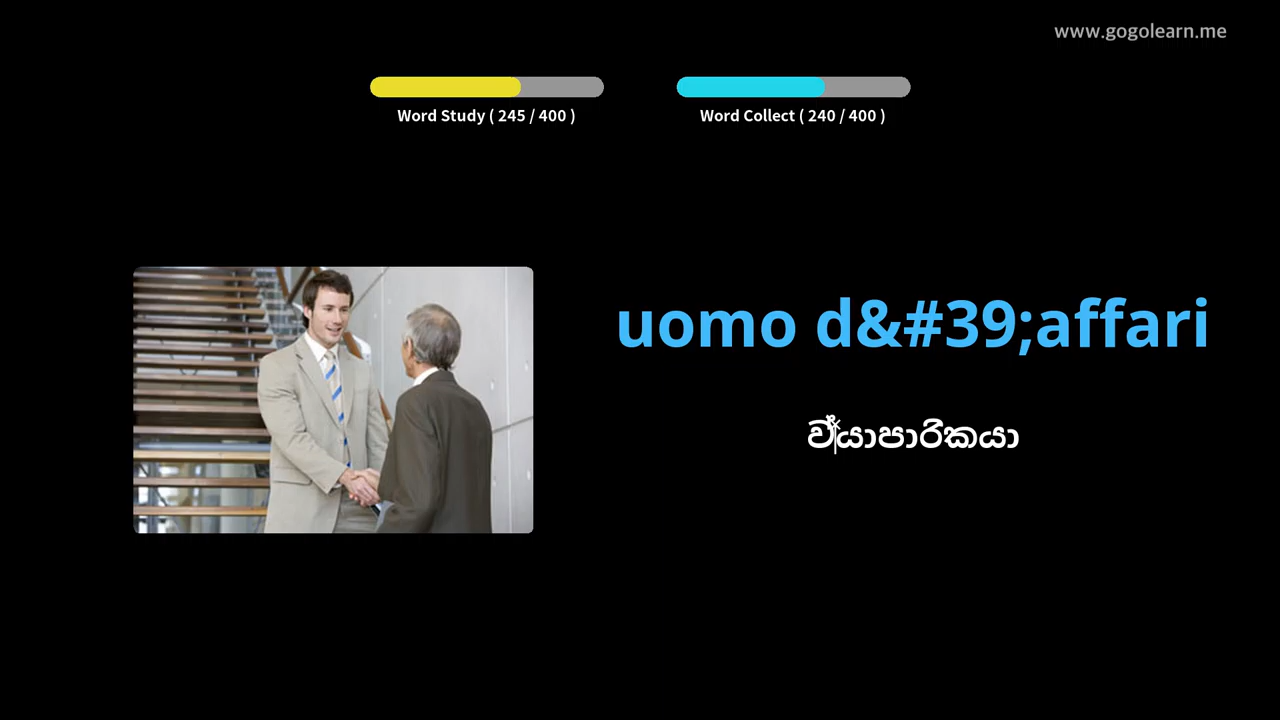 www.gogolearn.me
Word Study ( 245 / 400 )
Word Collect ( 240 / 400 )
uomo d&#39;affari
ව්‍යාපාරිකයා